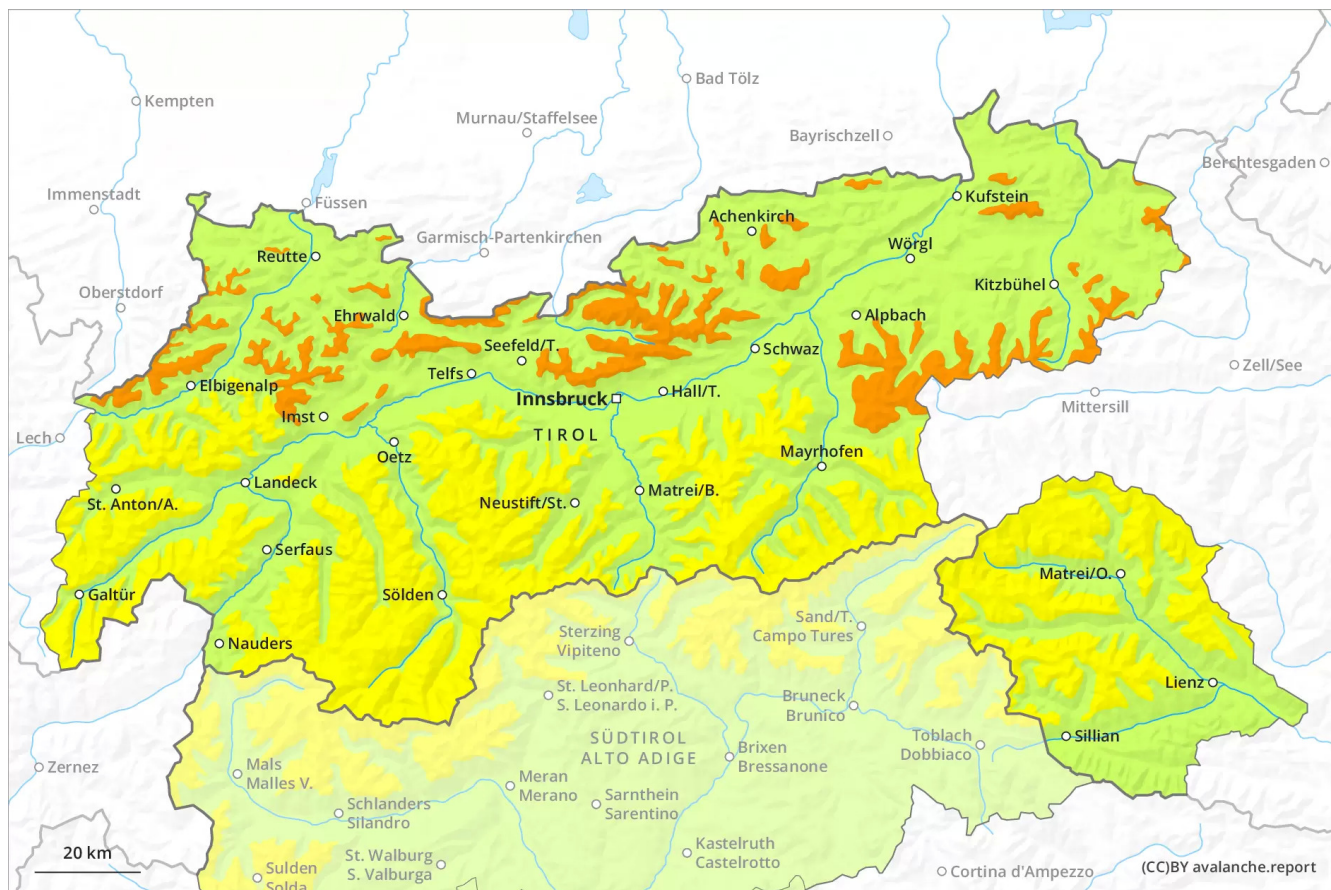 Kempten
Bad Tölz
Murnau/Staffelsee
Bayrischzell
Berchtesgaden
Immenstadt
Füssen
Kufstein
Achenkirch
Garmisch-Partenkirchen
Wörgl
Reutte
Kitzbühel
Oberstdorf
Ehrwald
Alpbach
Seefeld/T.
Schwaz
Zell/See
Telfs
Elbigenalp
Hall/T.
Innsbruck
Mittersill
Imst
TIROL
Lech
Oetz
Mayrhofen
Landeck
St. Anton/A.
Neustift/St.
Matrei/B.
Serfaus
Matrei/O.
Galtür
Sölden
Sand/T.
Campo Tures
Sterzing
Vipiteno
Nauders
Lienz
St. Leonhard/P.
S. Leonardo i. P.
Bruneck
Brunico
SÜDTIROL
ALTO ADIGE
Sillian
Toblach
Dobbiaco
Brixen
Bressanone
Zernez
Mals
Malles V.
Meran
Merano
Sarnthein
Sarentino
Schlanders
Silandro
Kastelruth
Castelrotto
20 km
St. Walburg
S. Valburga
Sulden
Solda
Cortina d'Ampezzo
(CC)BY avalanche.report